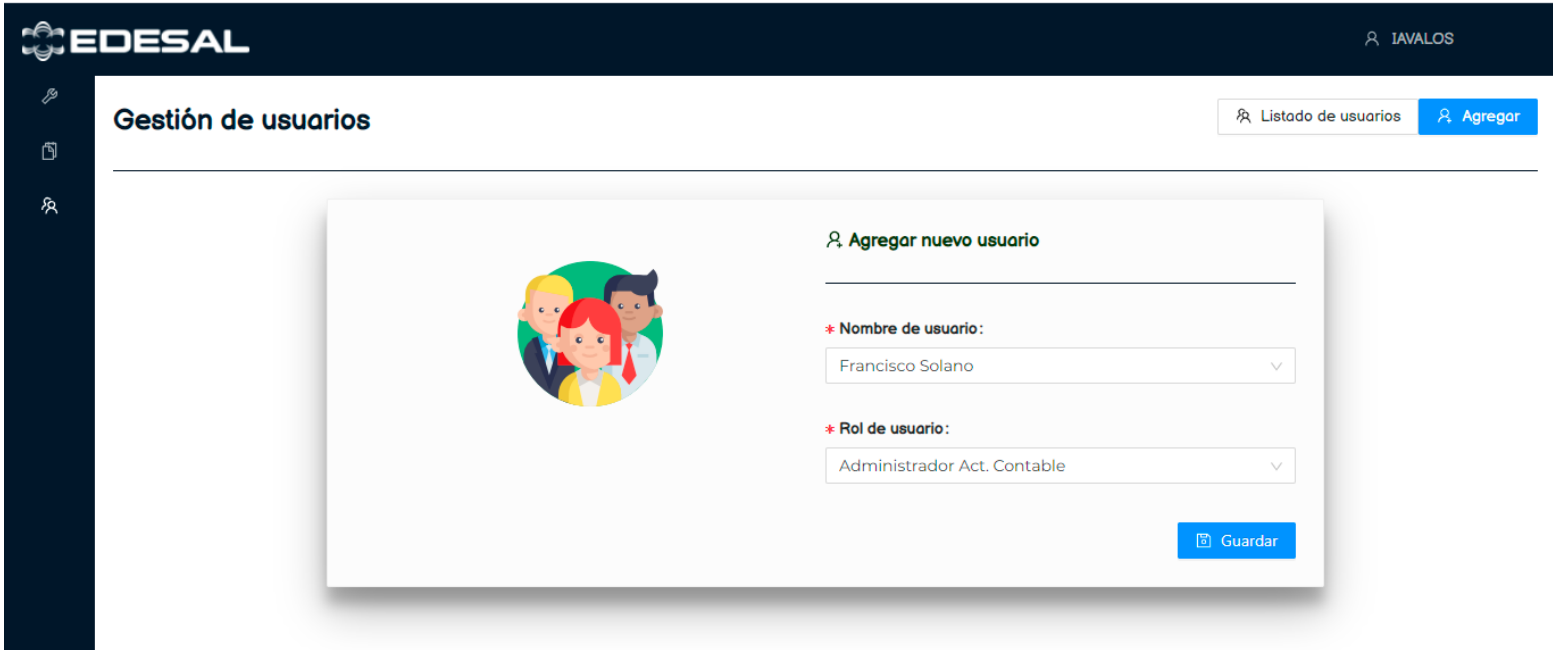 EDESAL
IAVALOS
Gestión de usuarios
Listado de usuarios
Agregar
Agregar nuevo usuario
* Nombre de usuario:
Francisco Solano
* Rol de usuario:
Administrador Act. Contable
Guardar